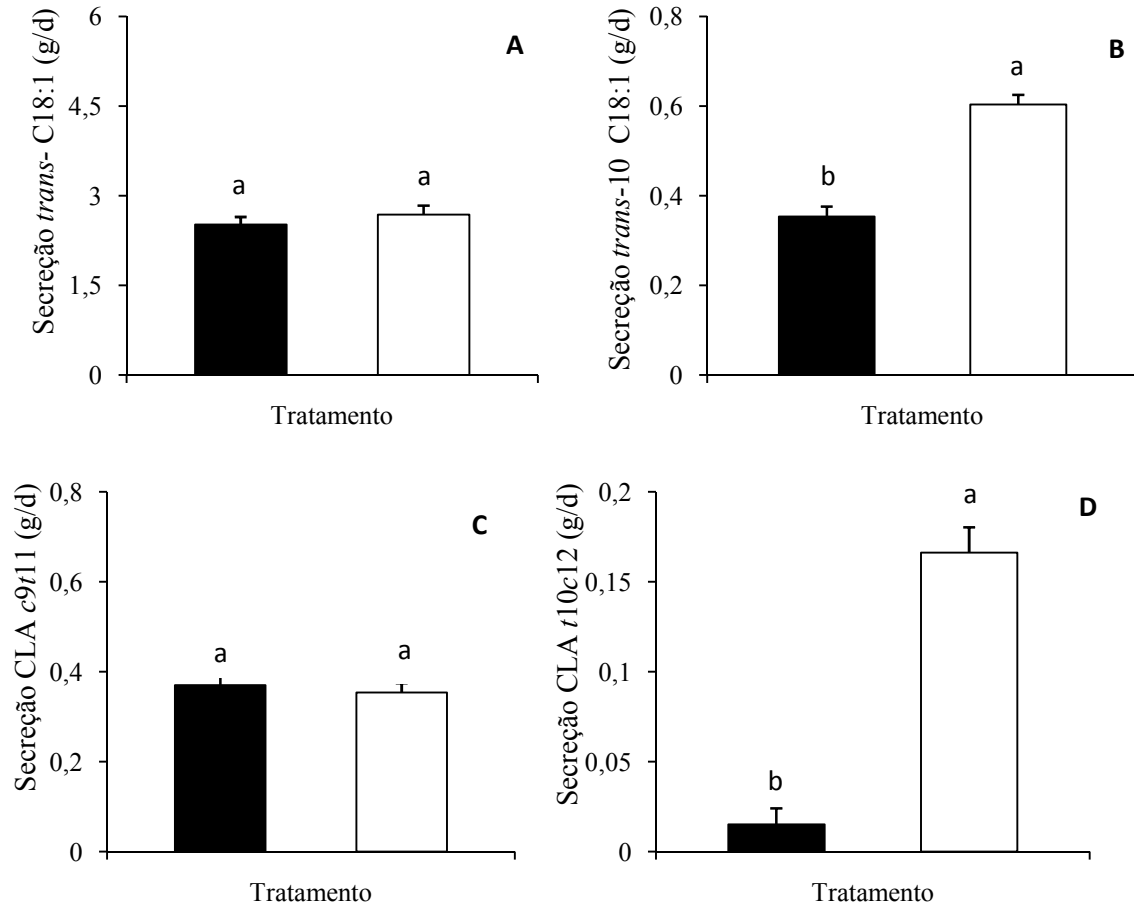 Secreção trans- C18:1 (g/d)
6
4,5
3
1,5
0
A
a
a
Tratamento
Secreção trans-10 C18:1 (g/d)
0,8
0,6
0,4
0,2
0
B
b
a
Tratamento
Secreção CLA c9t11 (g/d)
0,8
0,6
0,4
0,2
0
C
a
a
Tratamento
Secreção CLA t10c12 (g/d)
0,2
0,15
0,1
0,05
0
D
b
a
Tratamento